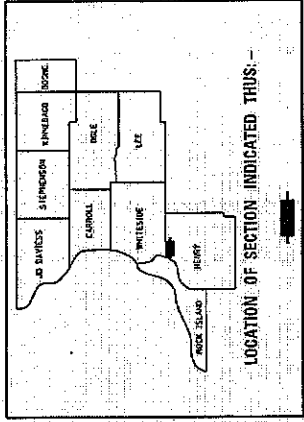 JO DAVIESS
STEPHENSON
WINNEBAGO
BOONE
CARROLL
OGLE
WHITESIDE
LEE
ROCK ISLAND
HENRY
LOCATION OF SECTION INDICATED THUS:-